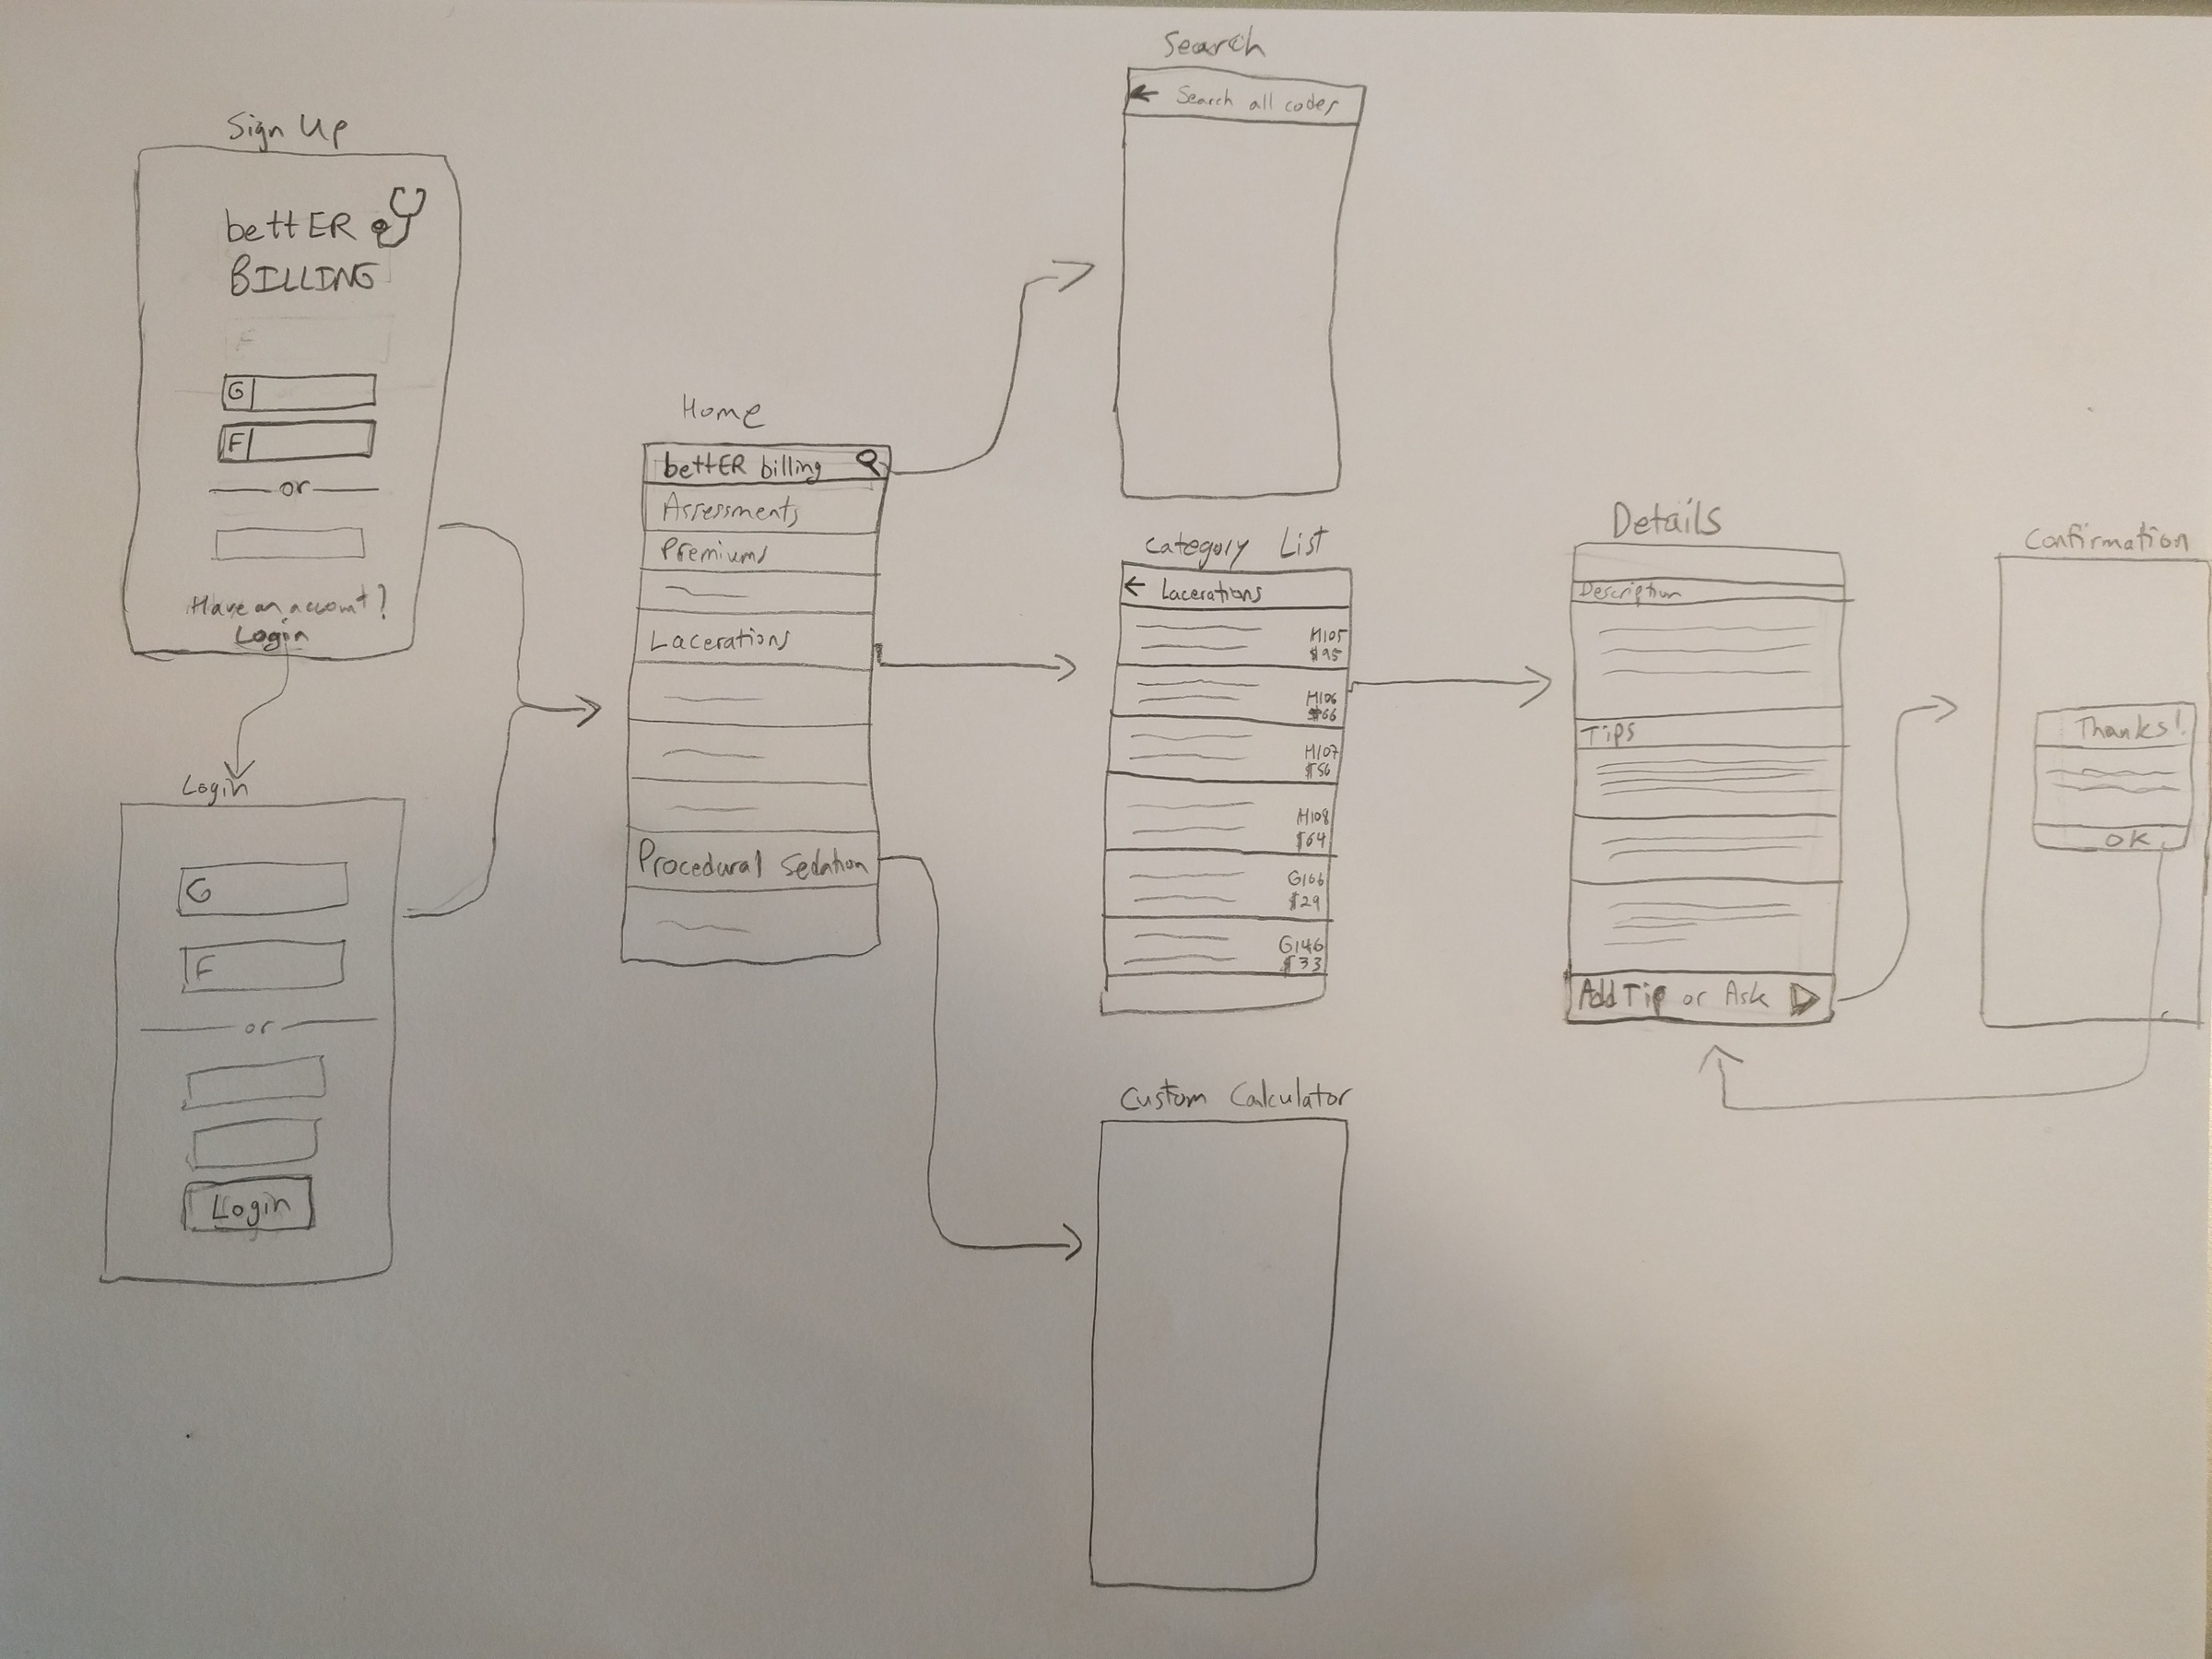 Sign Up
bettER
BILLING
F
G
F
or
Have an account?
Login
Login
G
F
or
Login
Home
bettER billing
Assessments
Premiums
Lacerations
Procedural Sedation
Search
Search all codes
Category List
Lacerations
H105
$95
H106
$66
H107
$56
H108
$64
G166
$29
G146
$33
Custom Calculator
Details
Description
Tips
Add Tip or Ask
Confirmation
Thanks!
OK